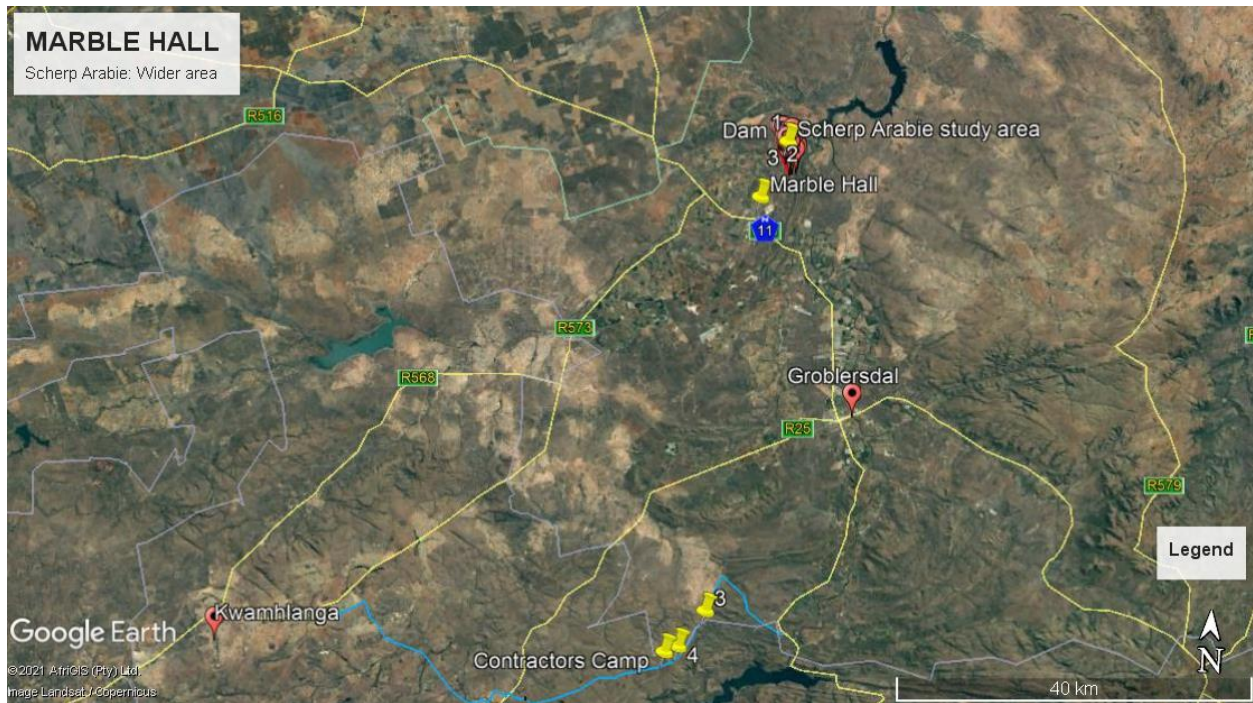 MARBLE HALL
Scherp Arabie: Wider area
R516
Dam 1 Scherp Arabie study area
3 2
Marble Hall
N
11
R573
R568
Groblersdal
R25
R579
Legend
3
Kwamhlanga
Google Earth
4
Contractors Camp
N
©2021 AfriGIS (Pty) Ltd.
Image Landsat / Copernicus
40 km